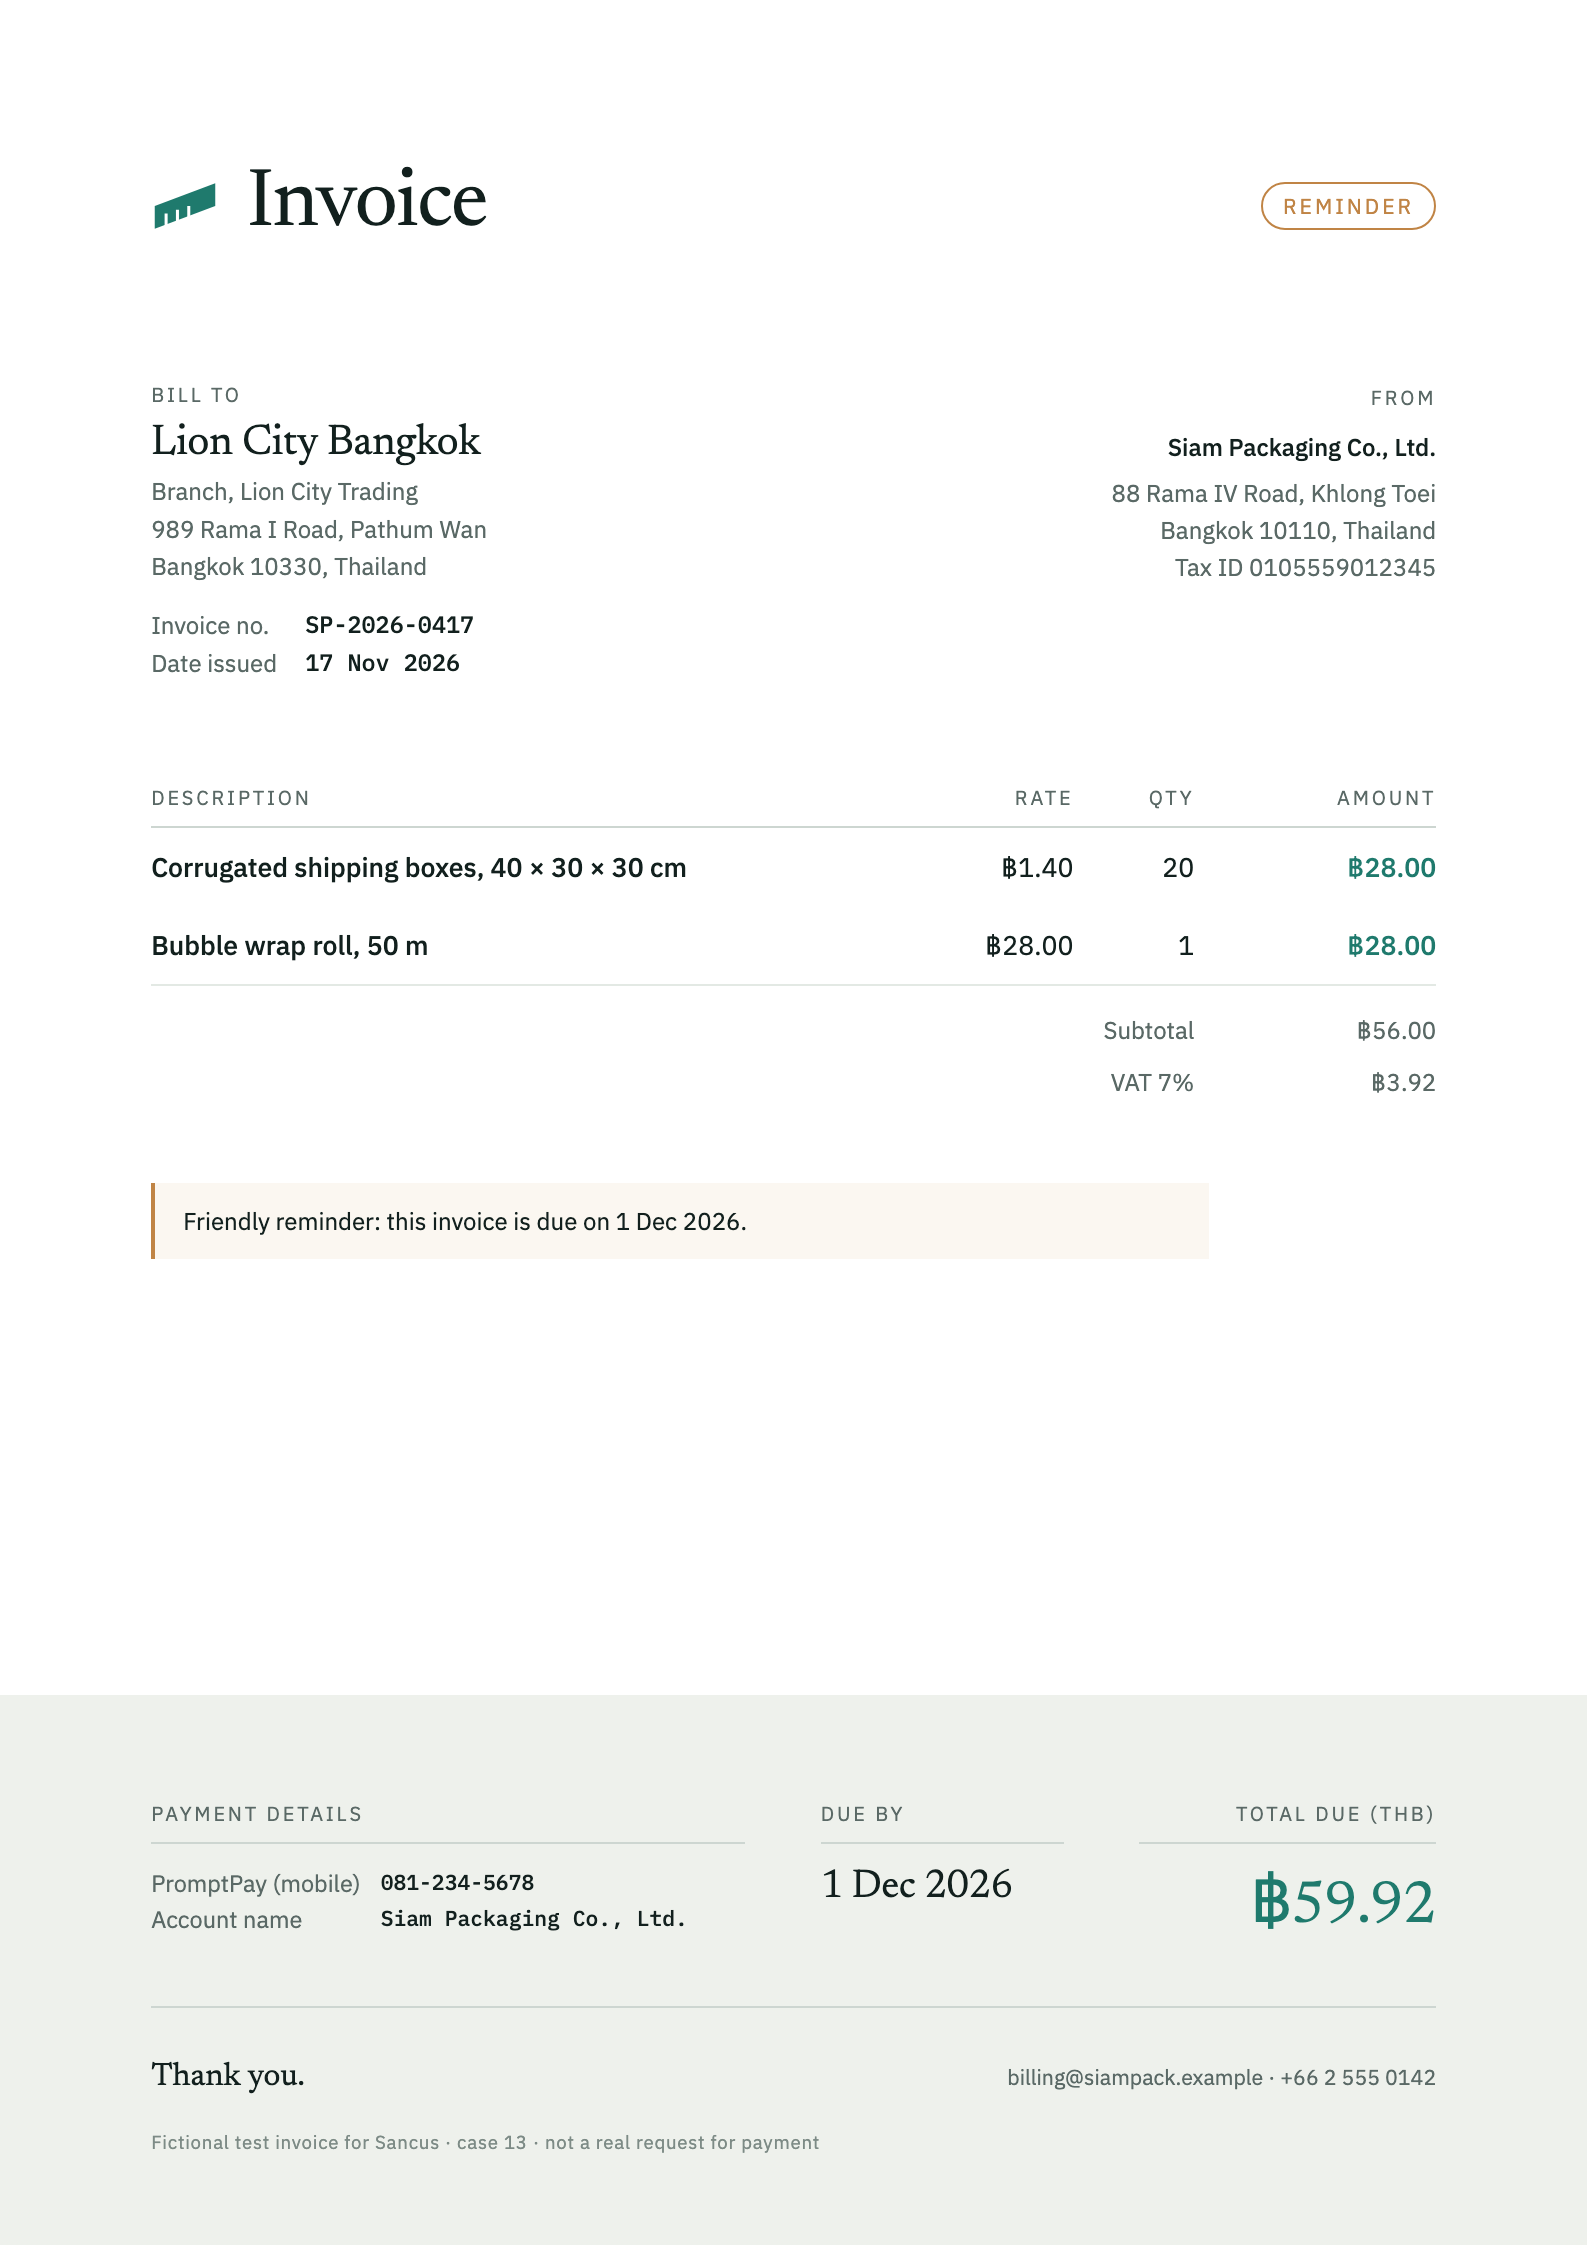 Invoice
REMINDER
BILL TO
Lion City Bangkok
Branch, Lion City Trading
989 Rama I Road, Pathum Wan
Bangkok 10330, Thailand
Invoice no. SP-2026-0417
Date issued 17 Nov 2026
FROM
Siam Packaging Co., Ltd.
88 Rama IV Road, Khlong Toei
Bangkok 10110, Thailand
Tax ID 0105559012345
DESCRIPTION RATE QTY AMOUNT
Corrugated shipping boxes, 40 × 30 × 30 cm ฿1.40 20 ฿28.00
Bubble wrap roll, 50 m ฿28.00 1 ฿28.00
Subtotal ฿56.00
VAT 7% ฿3.92
Friendly reminder: this invoice is due on 1 Dec 2026.
PAYMENT DETAILS
PromptPay (mobile) 081-234-5678
Account name Siam Packaging Co., Ltd.
DUE BY
1 Dec 2026
TOTAL DUE (THB)
฿59.92
Thank you.
billing@siampack.example · +66 2 555 0142
Fictional test invoice for Sancus · case 13 · not a real request for payment